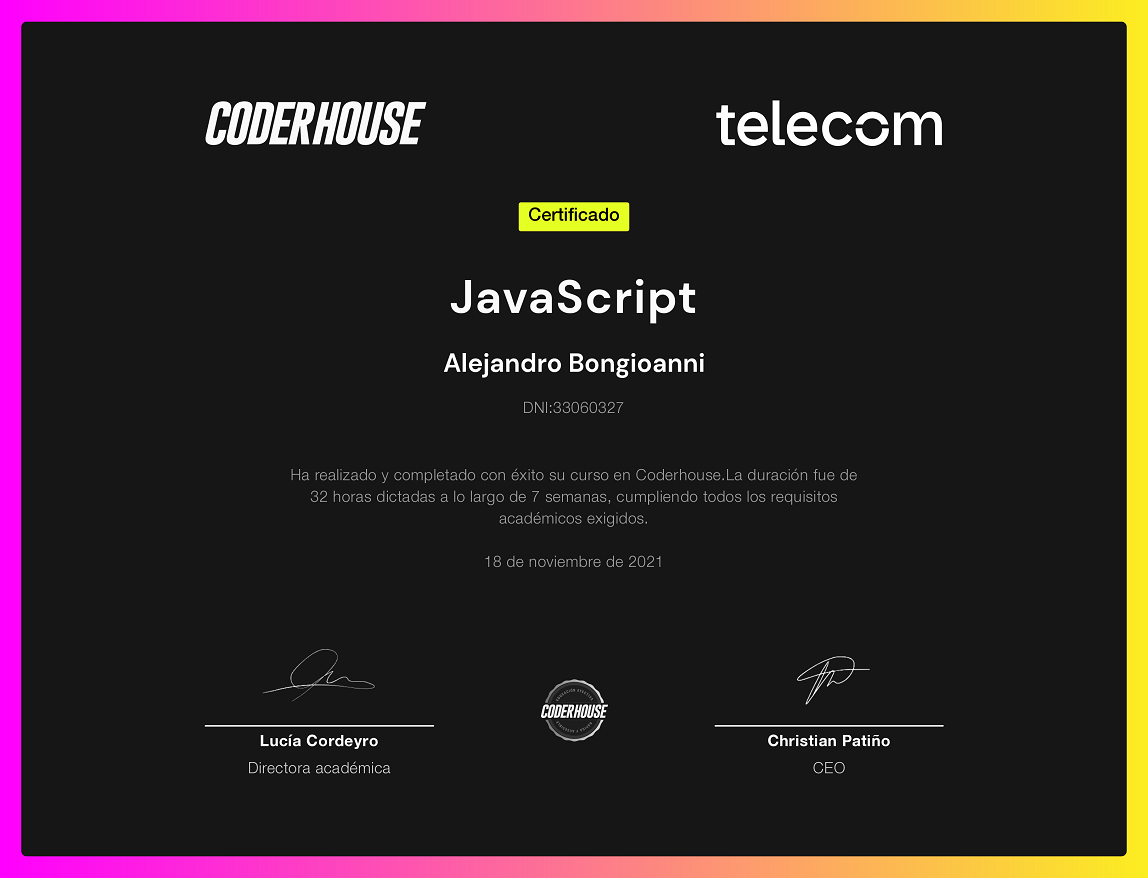 CODERHOUSE
telecom
Certificado
JavaScript
Alejandro Bongioanni
DNI:33060327
Ha realizado y completado con éxito su curso en Coderhouse.La duración fue de
32 horas dictadas a lo largo de 7 semanas, cumpliendo todos los requisitos
académicos exigidos.
18 de noviembre de 2021
CODERHOUSE
Lucía Cordeyro
Christian Patiño
Directora académica
CEO